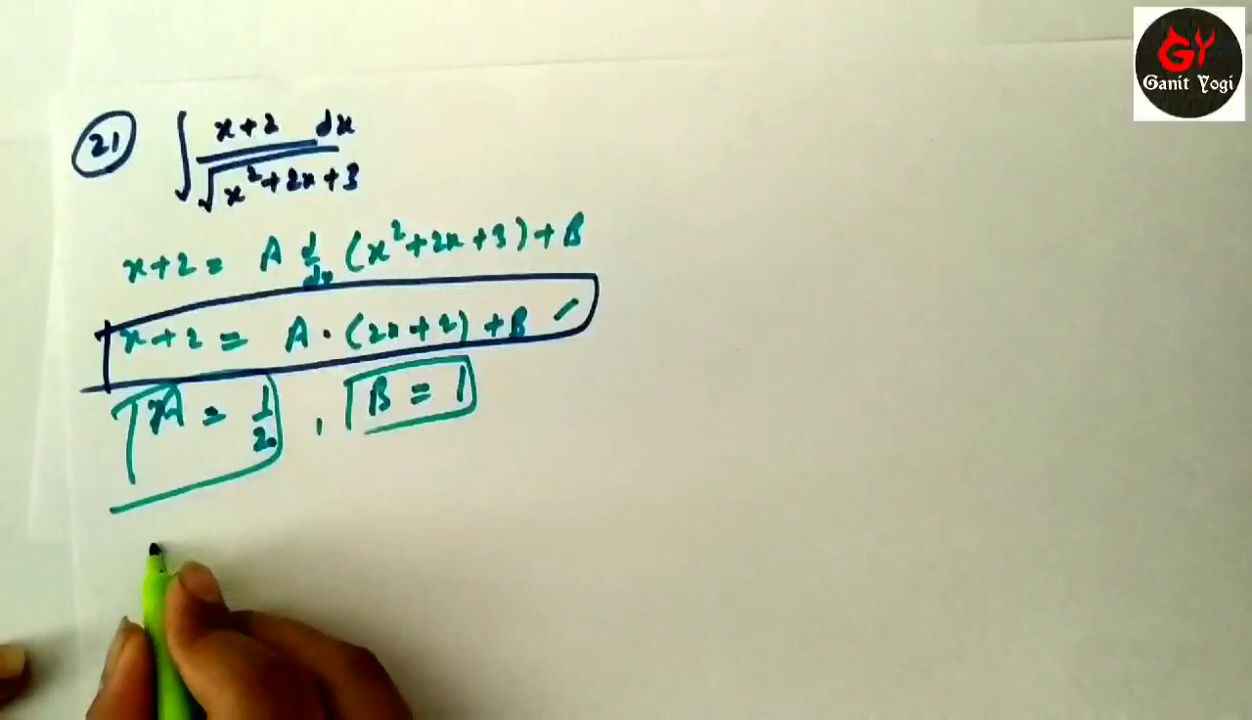 GY
Ganit Yogi
21 ∫ x+2 dx / √x²+2x+3
x+2 = A d/dx (x²+2x+3)+B
x+2 = A·(2x+2)+B ✓
A = 1/2, B = 1